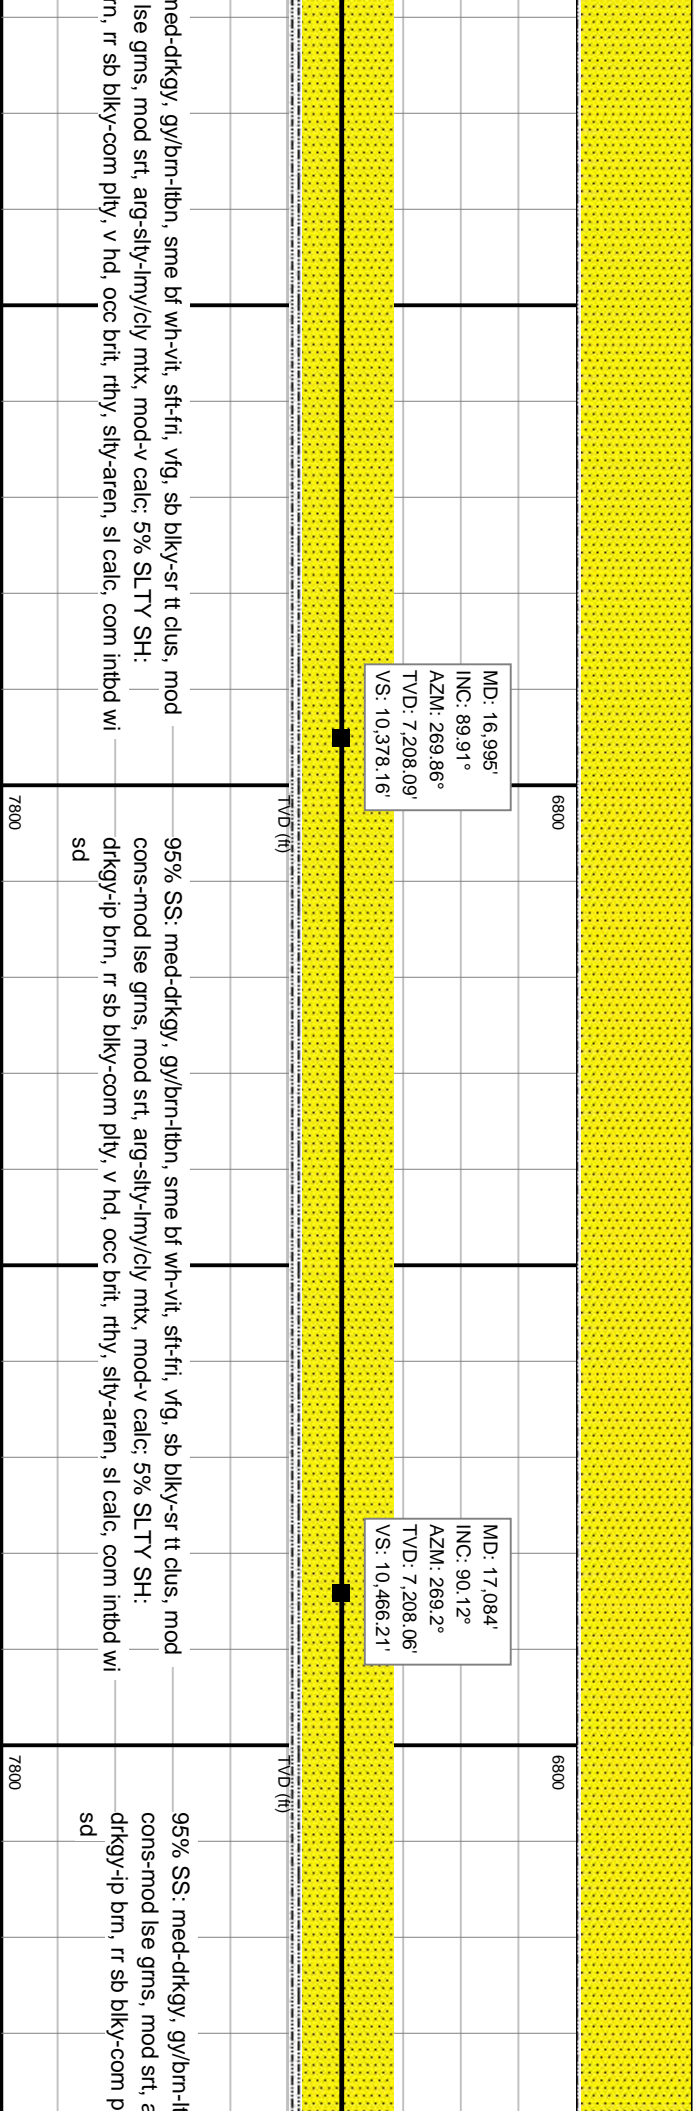 med-drkgy, gy/brn-ltbn, sme bf wh-vit, sft-fri, vfg, sb blky-sr tt clus, mod
lse grns, mod srt, arg-slty-lmy/cly mtx, mod-v calc; 5% SLTY SH:
rn, rr sb blky-com plty, v hd, occ brit, rthy, slty-aren, sl calc, com intbd wi
MD: 16,995'
INC: 89.91°
AZM: 269.86°
TVD: 7,208.09'
VS: 10,378.16'
6800
TVD (ft)
7800
95% SS: med-drkgy, gy/brn-ltbn, sme bf wh-vit, sft-fri, vfg, sb blky-sr tt clus, mod
cons-mod lse grns, mod srt, arg-slty-lmy/cly mtx, mod-v calc; 5% SLTY SH:
drkgy-ip brn, rr sb blky-com plty, v hd, occ brit, rthy, slty-aren, sl calc, com intbd wi
sd
MD: 17,084'
INC: 90.12°
AZM: 269.2°
TVD: 7,208.06'
VS: 10,466.21'
6800
TVD (ft)
7800
95% SS: med-drkgy, gy/brn-lt
cons-mod lse grns, mod srt, a
drkgy-ip brn, rr sb blky-com p
sd